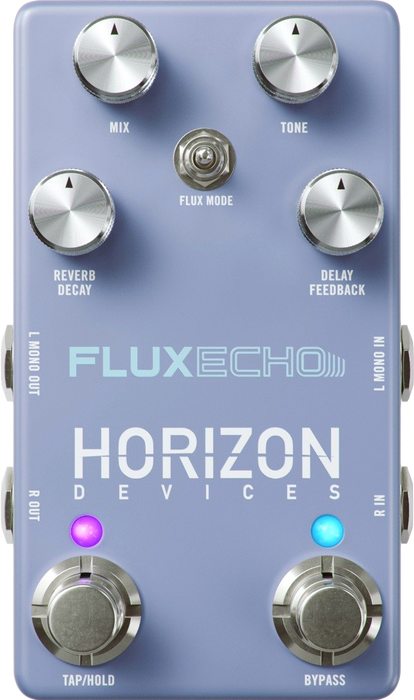 MIX
TONE
FLUX MODE
REVERB
DECAY
DELAY
FEEDBACK
L MONO OUT
L MONO IN
FLUXECHO
HORIZON
DEVICES
R OUT
R IN
TAP/HOLD
BYPASS